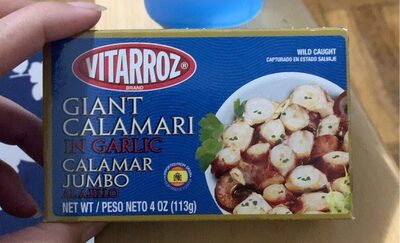 VITARROZ®
BRAND
WILD CAUGHT
CAPTURADO EN ESTADO SALVAJE
GIANT
CALAMARI
IN GARLIC
CALAMAR
JUMBO
AL AJILLO
NET WT / PESO NETO 4 OZ (113g)